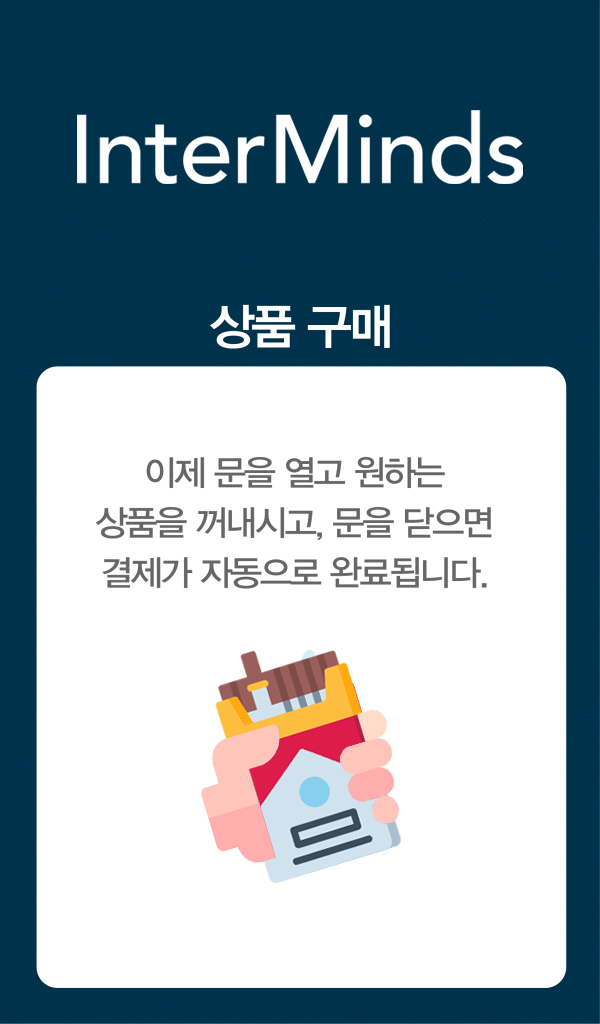 InterMinds
상품 구매
이제 문을 열고 원하는
상품을 꺼내시고, 문을 닫으면
결제가 자동으로 완료됩니다.